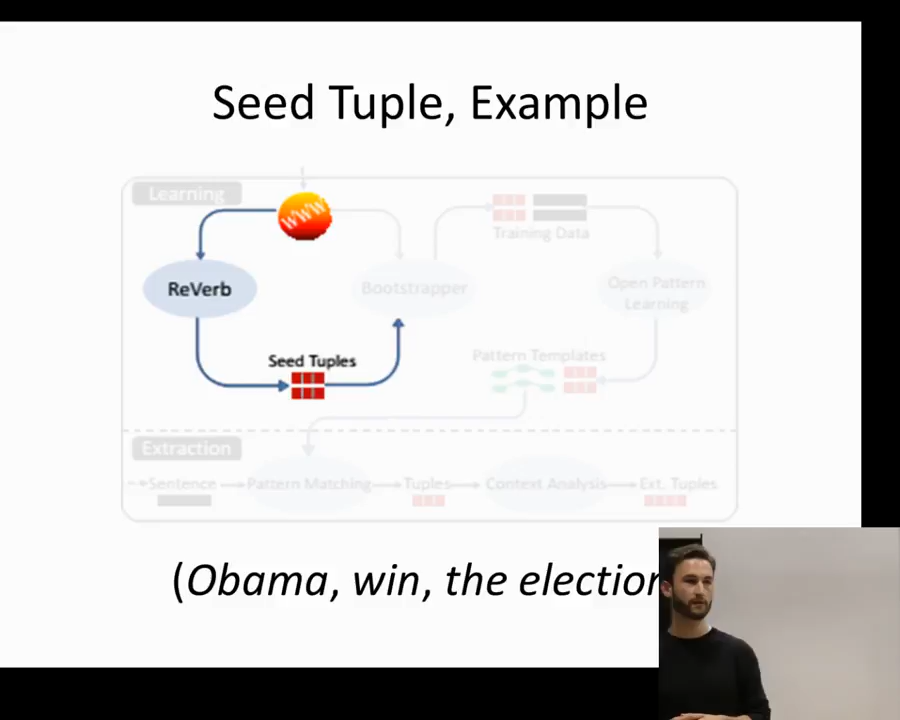 Seed Tuple, Example
Learning
WWW
Training Data
ReVerb
Bootstrapper
Open Pattern
Learning
Seed Tuples
Pattern Templates
Extraction
Sentence
Pattern Matching
Tuples
Context Analysis
Ext. Tuples
(Obama, win, the election